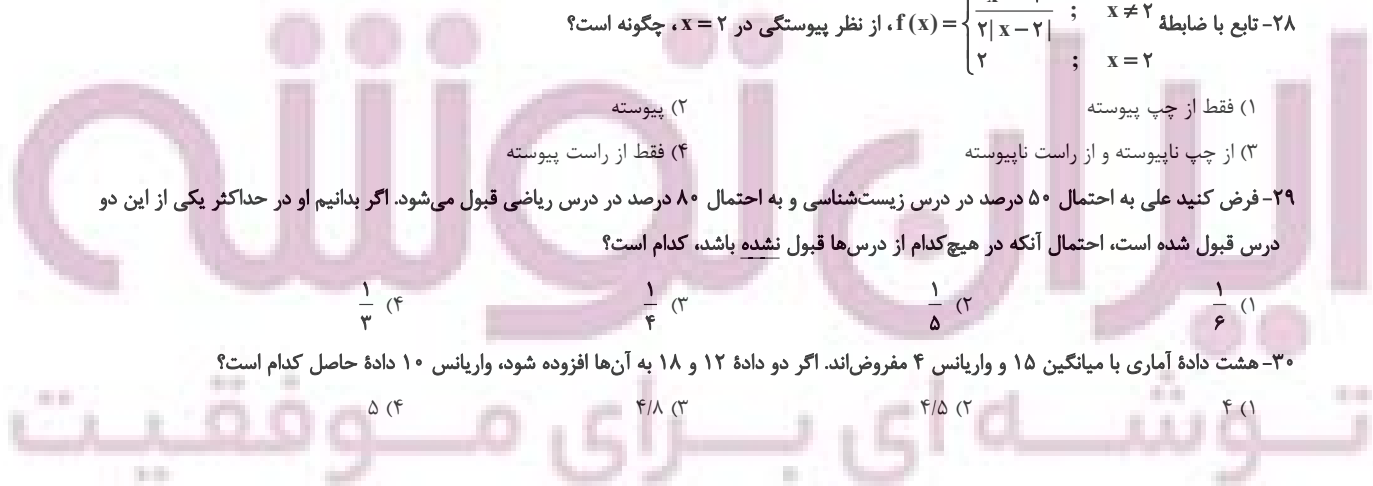 ۲۸- تابع با ضابطهٔ f(x) = { ۲|x-۲| ; x≠۲ ، از نظر پیوستگی در x=۲، چگونه است؟
۲ ; x=۲
۱) فقط از چپ پیوسته ۲) پیوسته
۳) از چپ ناپیوسته و از راست ناپیوسته ۴) فقط از راست پیوسته
۲۹- فرض کنید علی به احتمال ۵۰ درصد در درس زیست‌شناسی و به احتمال ۸۰ درصد در درس ریاضی قبول می‌شود. اگر بدانیم او در حداکثر یکی از این دو
درس قبول شده است، احتمال آنکه در هیچ‌کدام از درس‌ها قبول نشده باشد، کدام است؟
۱) ۱/۶ ۲) ۱/۵ ۳) ۱/۴ ۴) ۱/۳
۳۰- هشت دادهٔ آماری با میانگین ۱۵ و واریانس ۴ مفروض‌اند. اگر دو دادهٔ ۱۲ و ۱۸ به آن‌ها افزوده شود، واریانس ۱۰ دادهٔ حاصل کدام است؟
۱) ۴ ۲) ۴/۵ ۳) ۴/۸ ۴) ۵
ایران توشه
توشه ای برای موفقیت